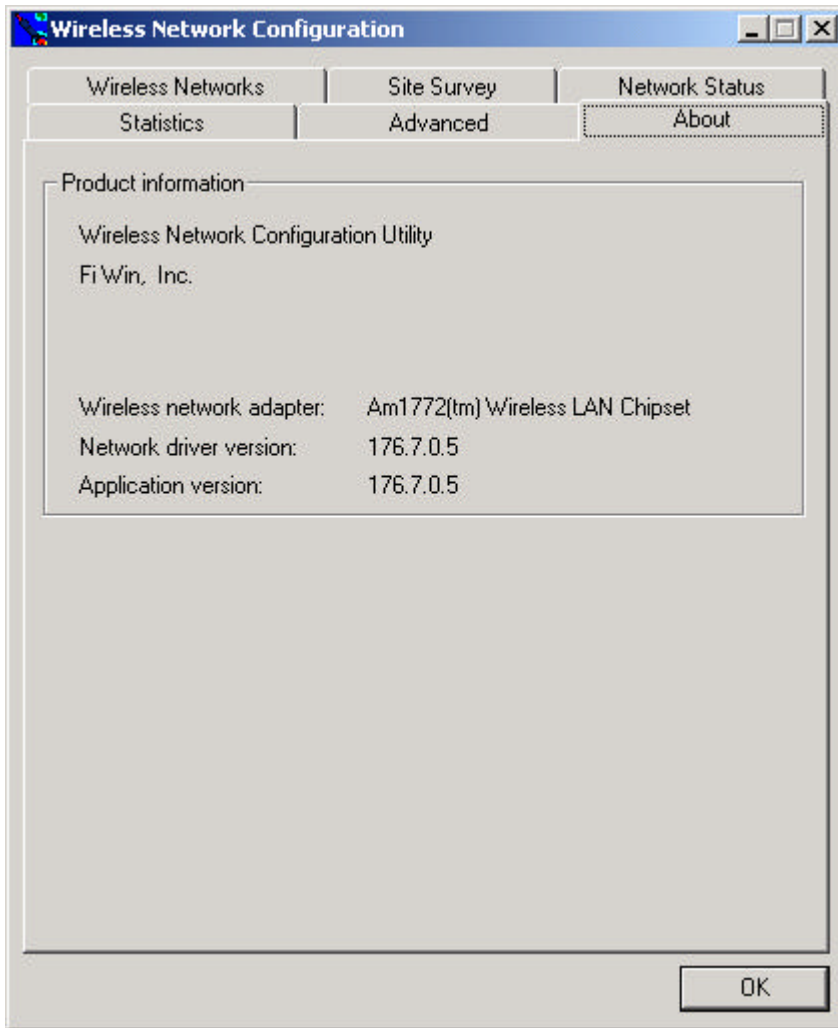 Wireless Network Configuration
Wireless Networks Site Survey Network Status
Statistics Advanced About
Product information
Wireless Network Configuration Utility
Fi Win, Inc.
Wireless network adapter: Am1772(tm) Wireless LAN Chipset
Network driver version: 176.7.0.5
Application version: 176.7.0.5
OK